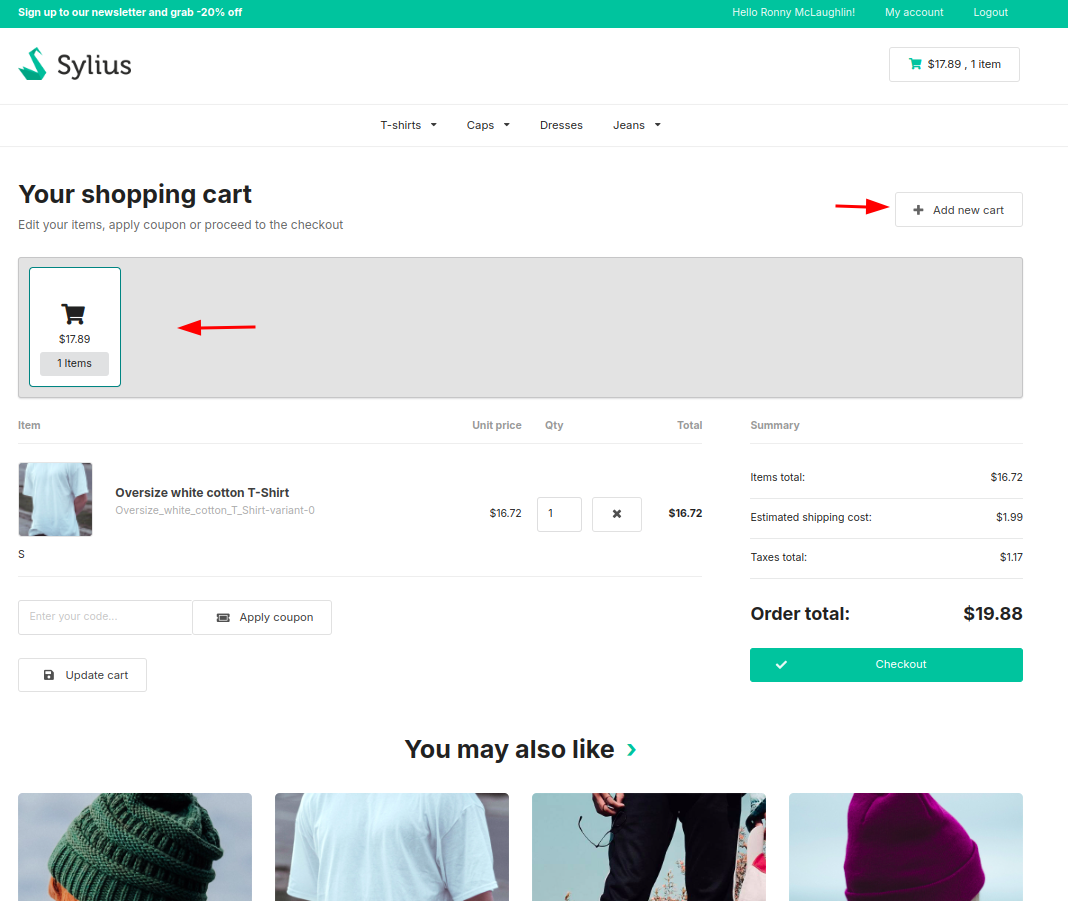 Sign up to our newsletter and grab -20% off
Hello Ronny McLaughlin! My account Logout
Sylius
$17.89 , 1 item
T-shirts Caps Dresses Jeans
Your shopping cart
Edit your items, apply coupon or proceed to the checkout
Add new cart
$17.89
1 Items
Item Unit price Qty Total
Summary
Oversize white cotton T-Shirt
Oversize_white_cotton_T_Shirt-variant-0
$16.72 1 $16.72
S
Items total: $16.72
Estimated shipping cost: $1.99
Taxes total: $1.17
Enter your code... Apply coupon
Order total: $19.88
Update cart
Checkout
You may also like